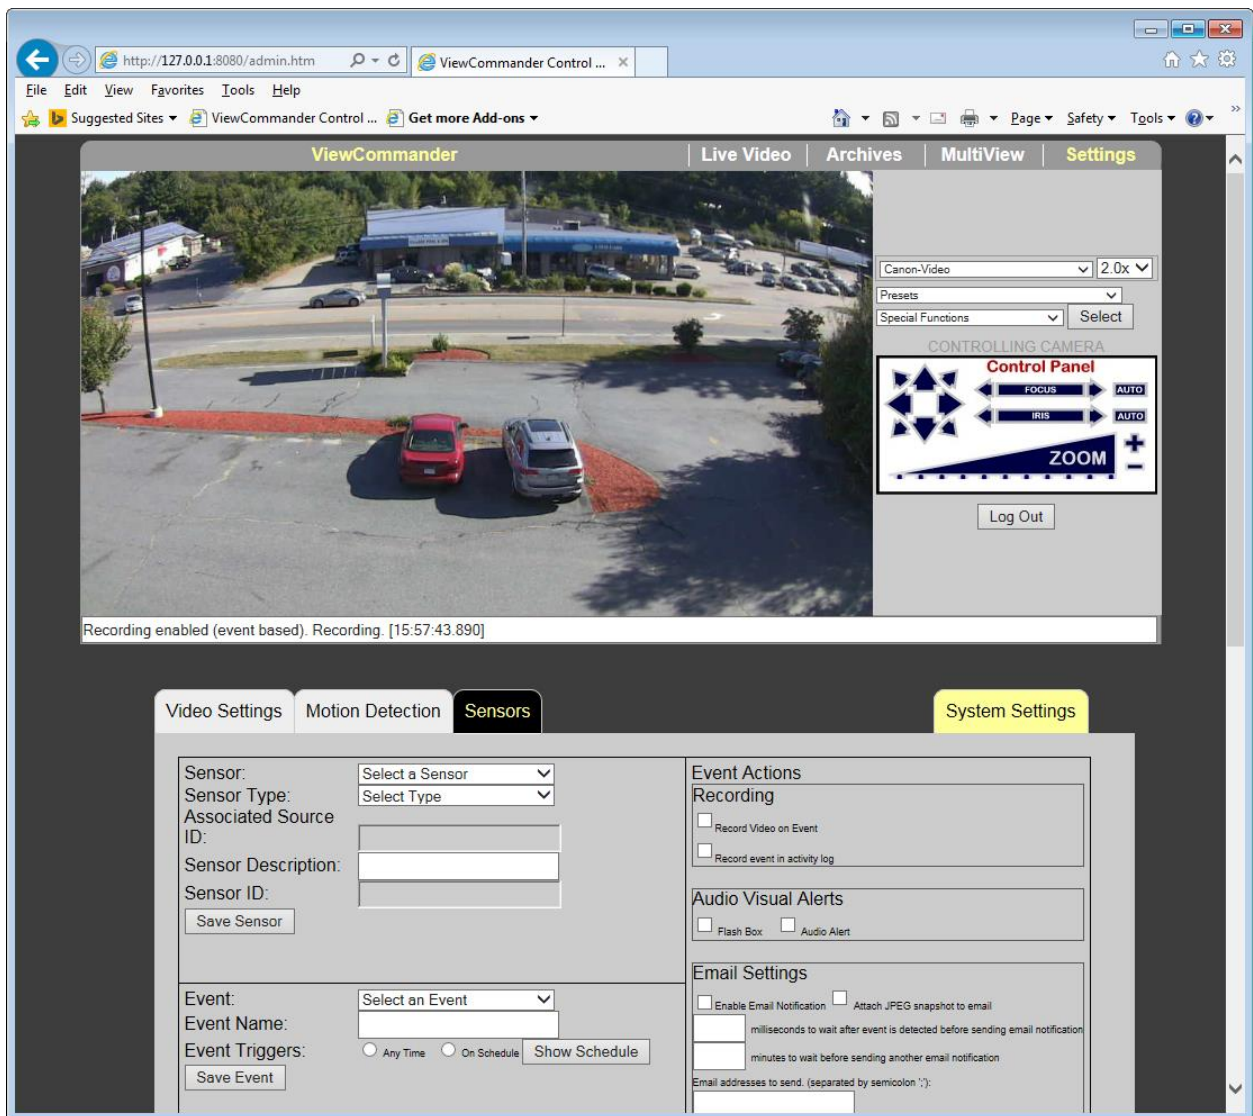 http://127.0.0.1:8080/admin.htm
ViewCommander Control ...
File Edit View Favorites Tools Help
Suggested Sites ViewCommander Control ... Get more Add-ons
Page Safety Tools
ViewCommander Live Video Archives MultiView Settings
Canon-Video 2.0x
Presets
Special Functions Select
CONTROLLING CAMERA
Control Panel
FOCUS AUTO
IRIS AUTO
ZOOM
Log Out
Recording enabled (event based). Recording. [15:57:43.890]
Video Settings Motion Detection Sensors System Settings
Sensor: Select a Sensor
Sensor Type: Select Type
Associated Source
ID:
Sensor Description:
Sensor ID:
Save Sensor
Event: Select an Event
Event Name:
Event Triggers: Any Time On Schedule Show Schedule
Save Event
Event Actions
Recording
Record Video on Event
Record event in activity log
Audio Visual Alerts
Flash Box Audio Alert
Email Settings
Enable Email Notification Attach JPEG snapshot to email
milliseconds to wait after event is detected before sending email notification
minutes to wait before sending another email notification
Email addresses to send. (separated by semicolon ';'):